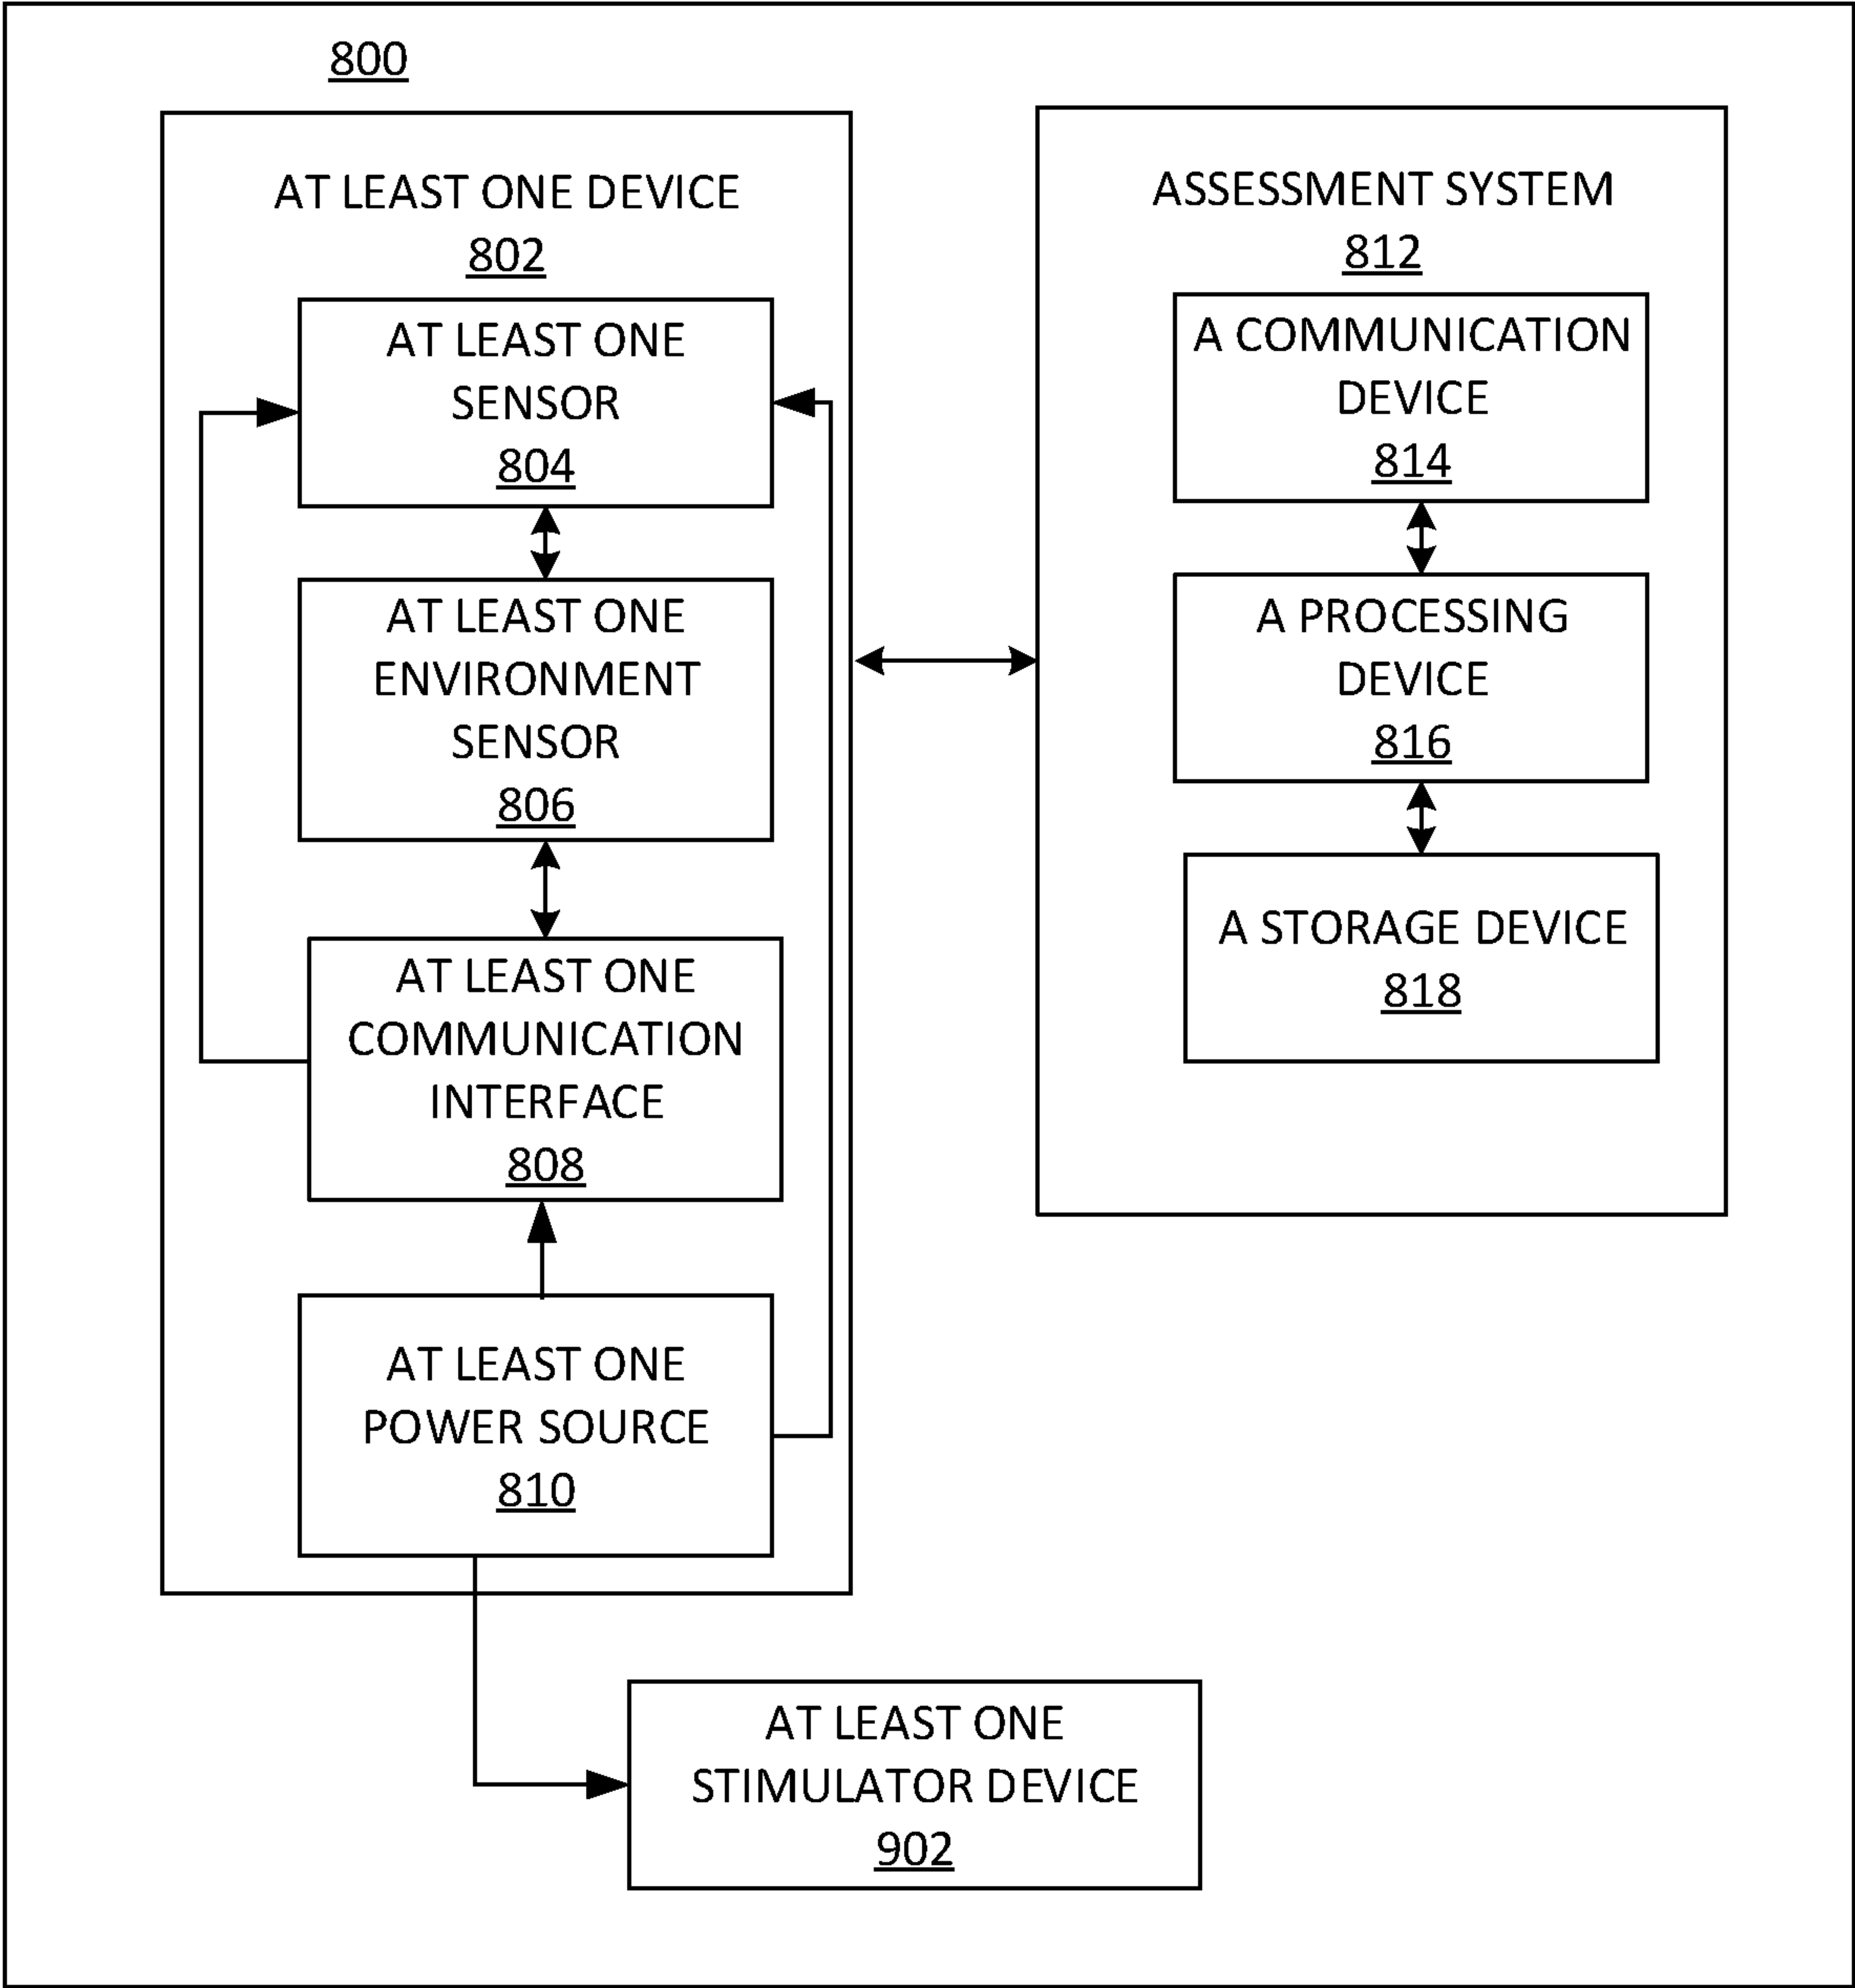 800
AT LEAST ONE DEVICE
802
AT LEAST ONE
SENSOR
804
AT LEAST ONE
ENVIRONMENT
SENSOR
806
AT LEAST ONE
COMMUNICATION
INTERFACE
808
AT LEAST ONE
POWER SOURCE
810
ASSESSMENT SYSTEM
812
A COMMUNICATION
DEVICE
814
A PROCESSING
DEVICE
816
A STORAGE DEVICE
818
AT LEAST ONE
STIMULATOR DEVICE
902